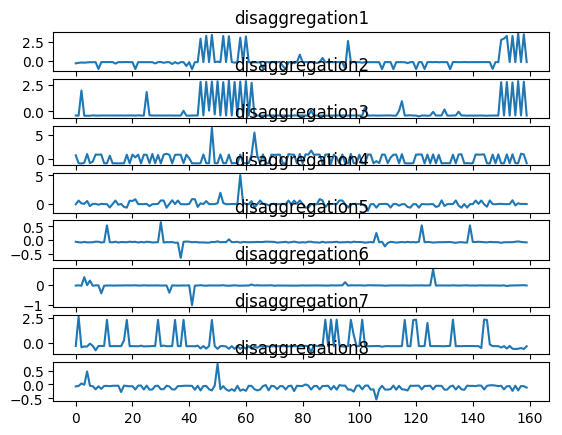 disaggregation1
2.5
0.0
disaggregation2
2.5
0.0
disaggregation3
5
0
disaggregation4
5
0
disaggregation5
0.5
0.0
−0.5
disaggregation6
0
−1
disaggregation7
2.5
0.0
disaggregation8
0.5
0.0
−0.5
0 20 40 60 80 100 120 140 160